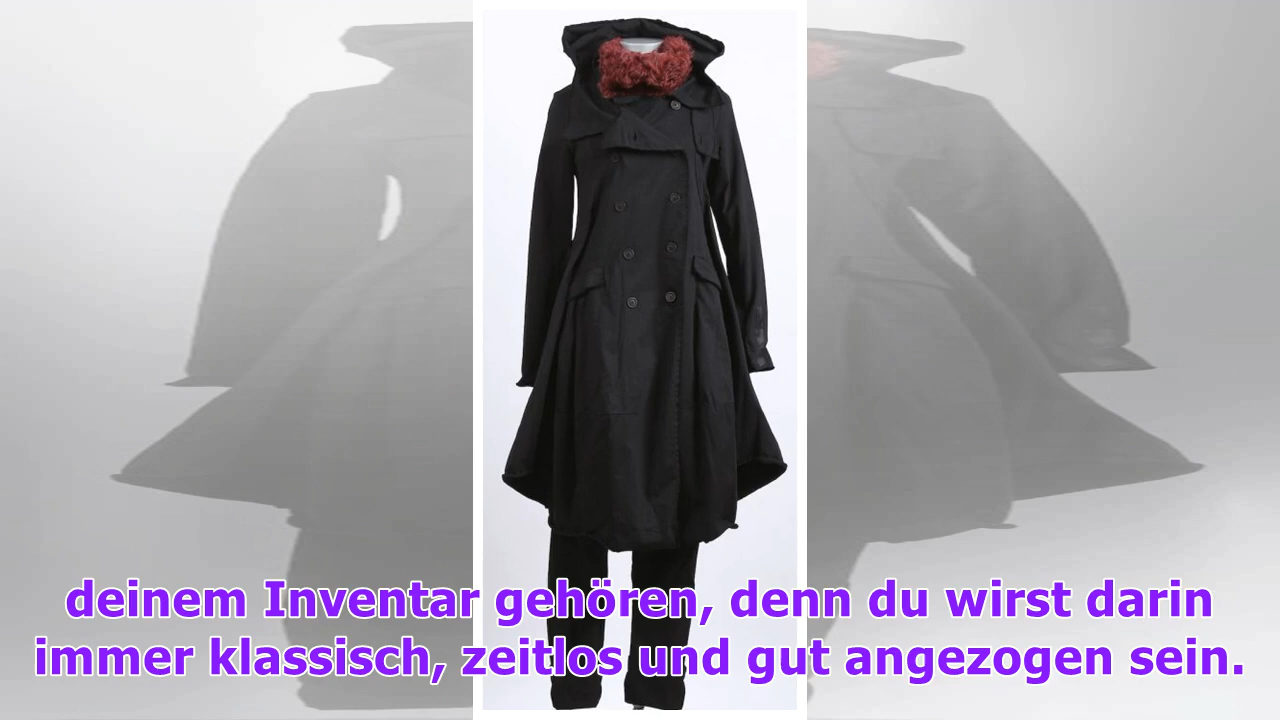 deinem Inventar gehören, denn du wirst darin
immer klassisch, zeitlos und gut angezogen sein.